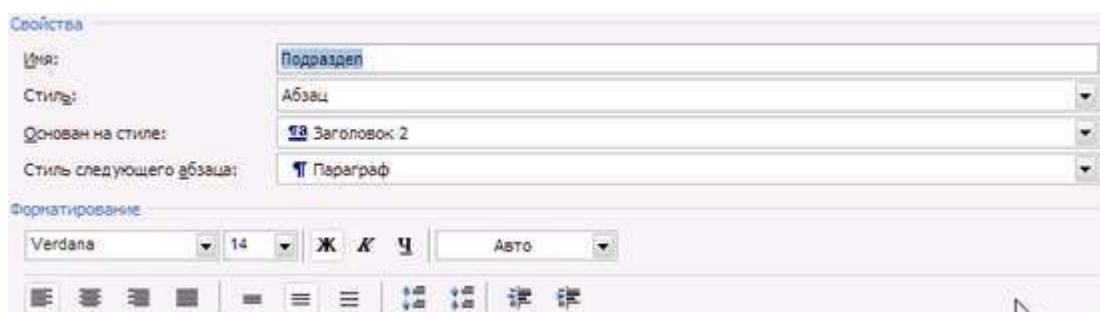 Свойства
Имя: Подраздел
Стиль: Абзац
Основан на стиле: ¶a Заголовок 2
Стиль следующего абзаца: ¶ Параграф
Форматирование
Verdana 14 Ж К Ч Авто